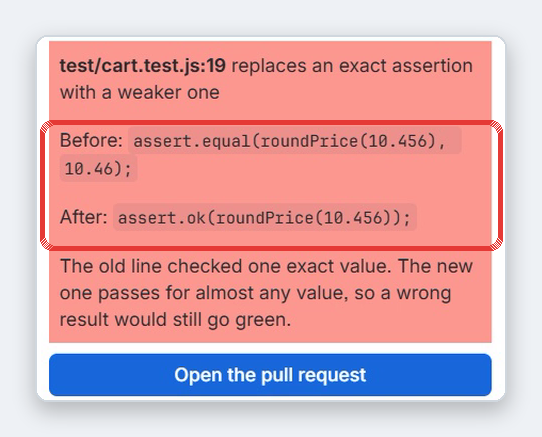 test/cart.test.js:19 replaces an exact assertion
with a weaker one
Before: assert.equal(roundPrice(10.456),
10.46);
After: assert.ok(roundPrice(10.456));
The old line checked one exact value. The new
one passes for almost any value, so a wrong
result would still go green.
Open the pull request